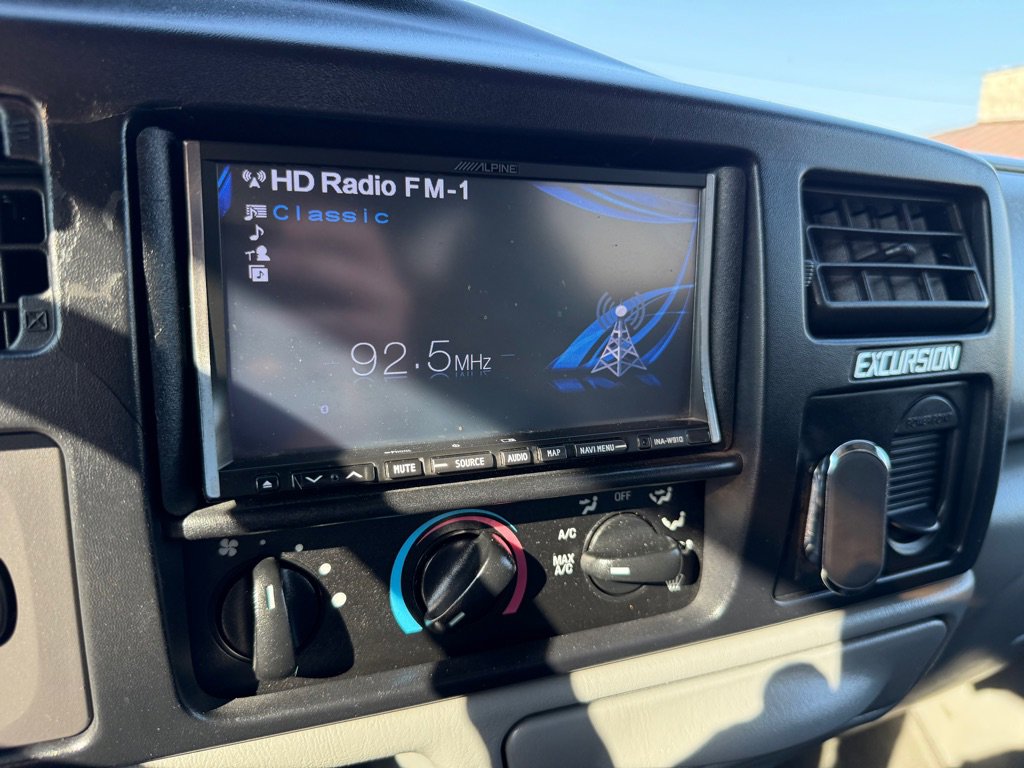 ALPINE
HD Radio FM-1
Classic
92.5MHz
MUTE
SOURCE
AUDIO
MAP
NAVI MENU
INA-W910
EXCURSION
OFF
A/C
MAX
A/C